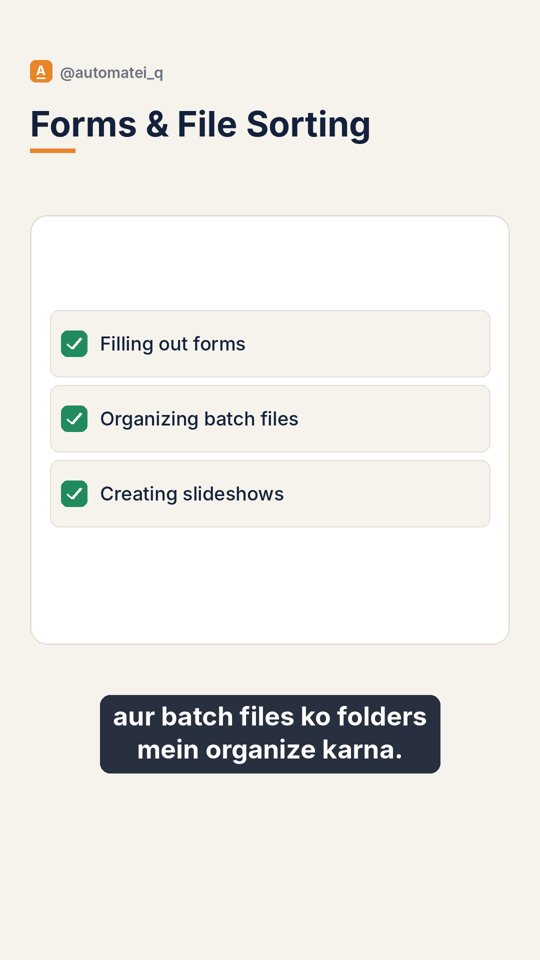 A
@automatei_q
Forms & File Sorting
Filling out forms
Organizing batch files
Creating slideshows
aur batch files ko folders
mein organize karna.